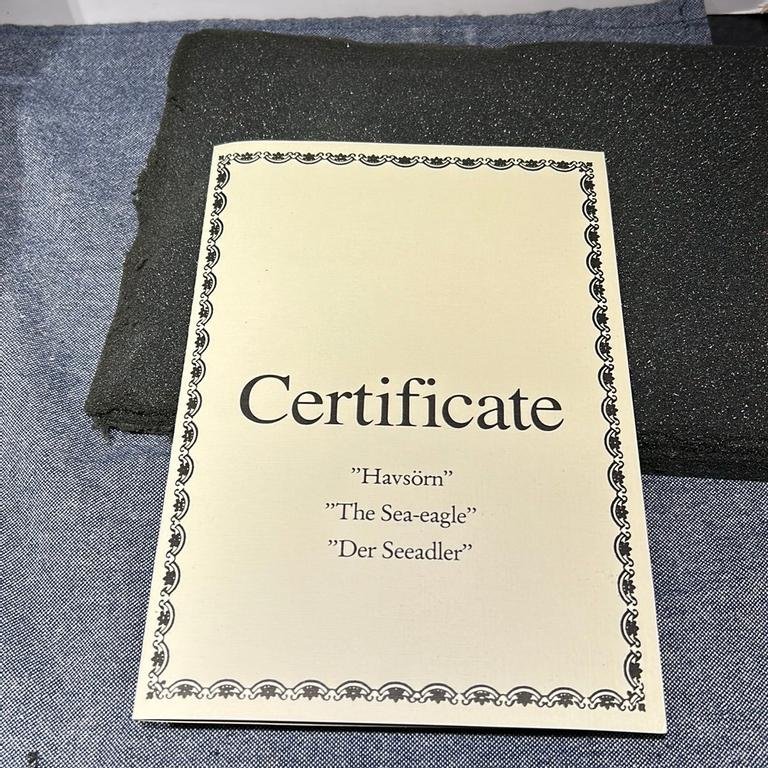 Certificate
”Havsörn”
”The Sea-eagle”
”Der Seeadler”